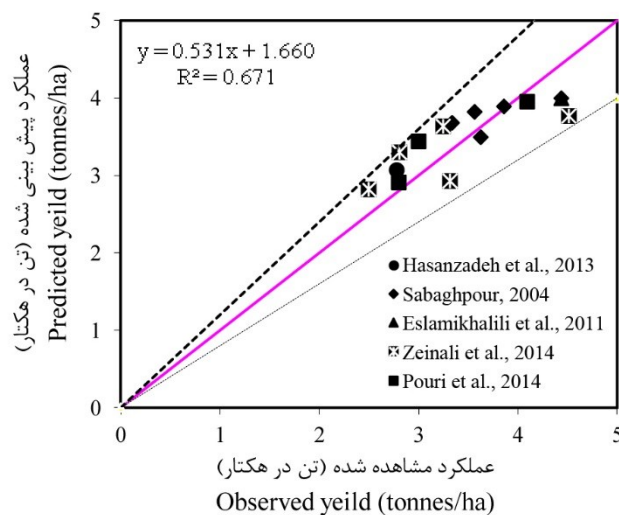 y = 0.531x + 1.660
R² = 0.671
عملکرد پیش بینی شده (تن در هکتار)
Predicted yeild (tonnes/ha)
5
4
3
2
1
0
Hasanzadeh et al., 2013
Sabaghpour, 2004
Eslamikhalili et al., 2011
Zeinali et al., 2014
Pouri et al., 2014
0 1 2 3 4 5
عملکرد مشاهده شده (تن در هکتار)
Observed yeild (tonnes/ha)